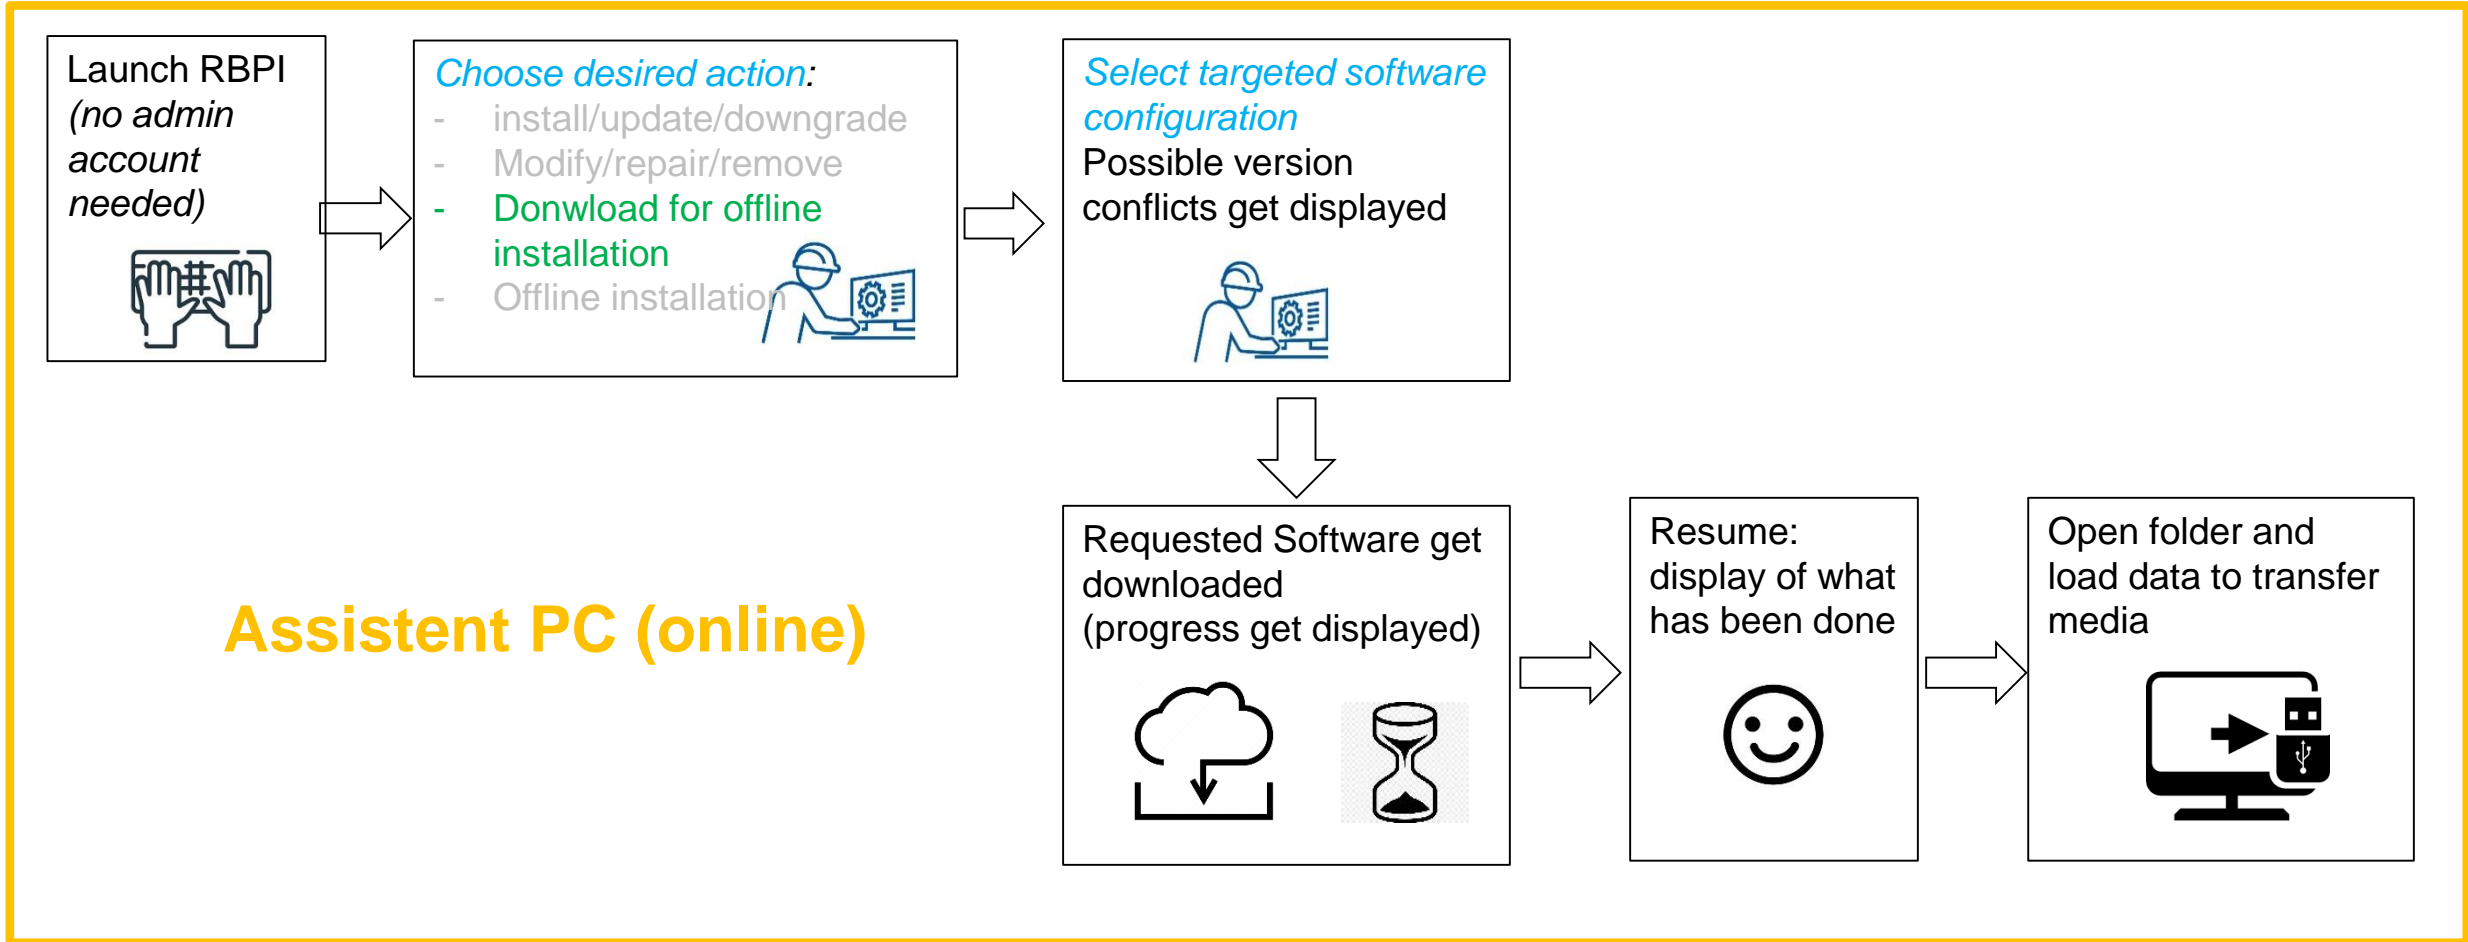 Launch RBPI
(no admin
account
needed)
Choose desired action:
- install/update/downgrade
- Modify/repair/remove
- Donwload for offline
installation
- Offline installation
Select targeted software
configuration
Possible version
conflicts get displayed
Assistent PC (online)
Requested Software get
downloaded
(progress get displayed)
Resume:
display of what
has been done
Open folder and
load data to transfer
media